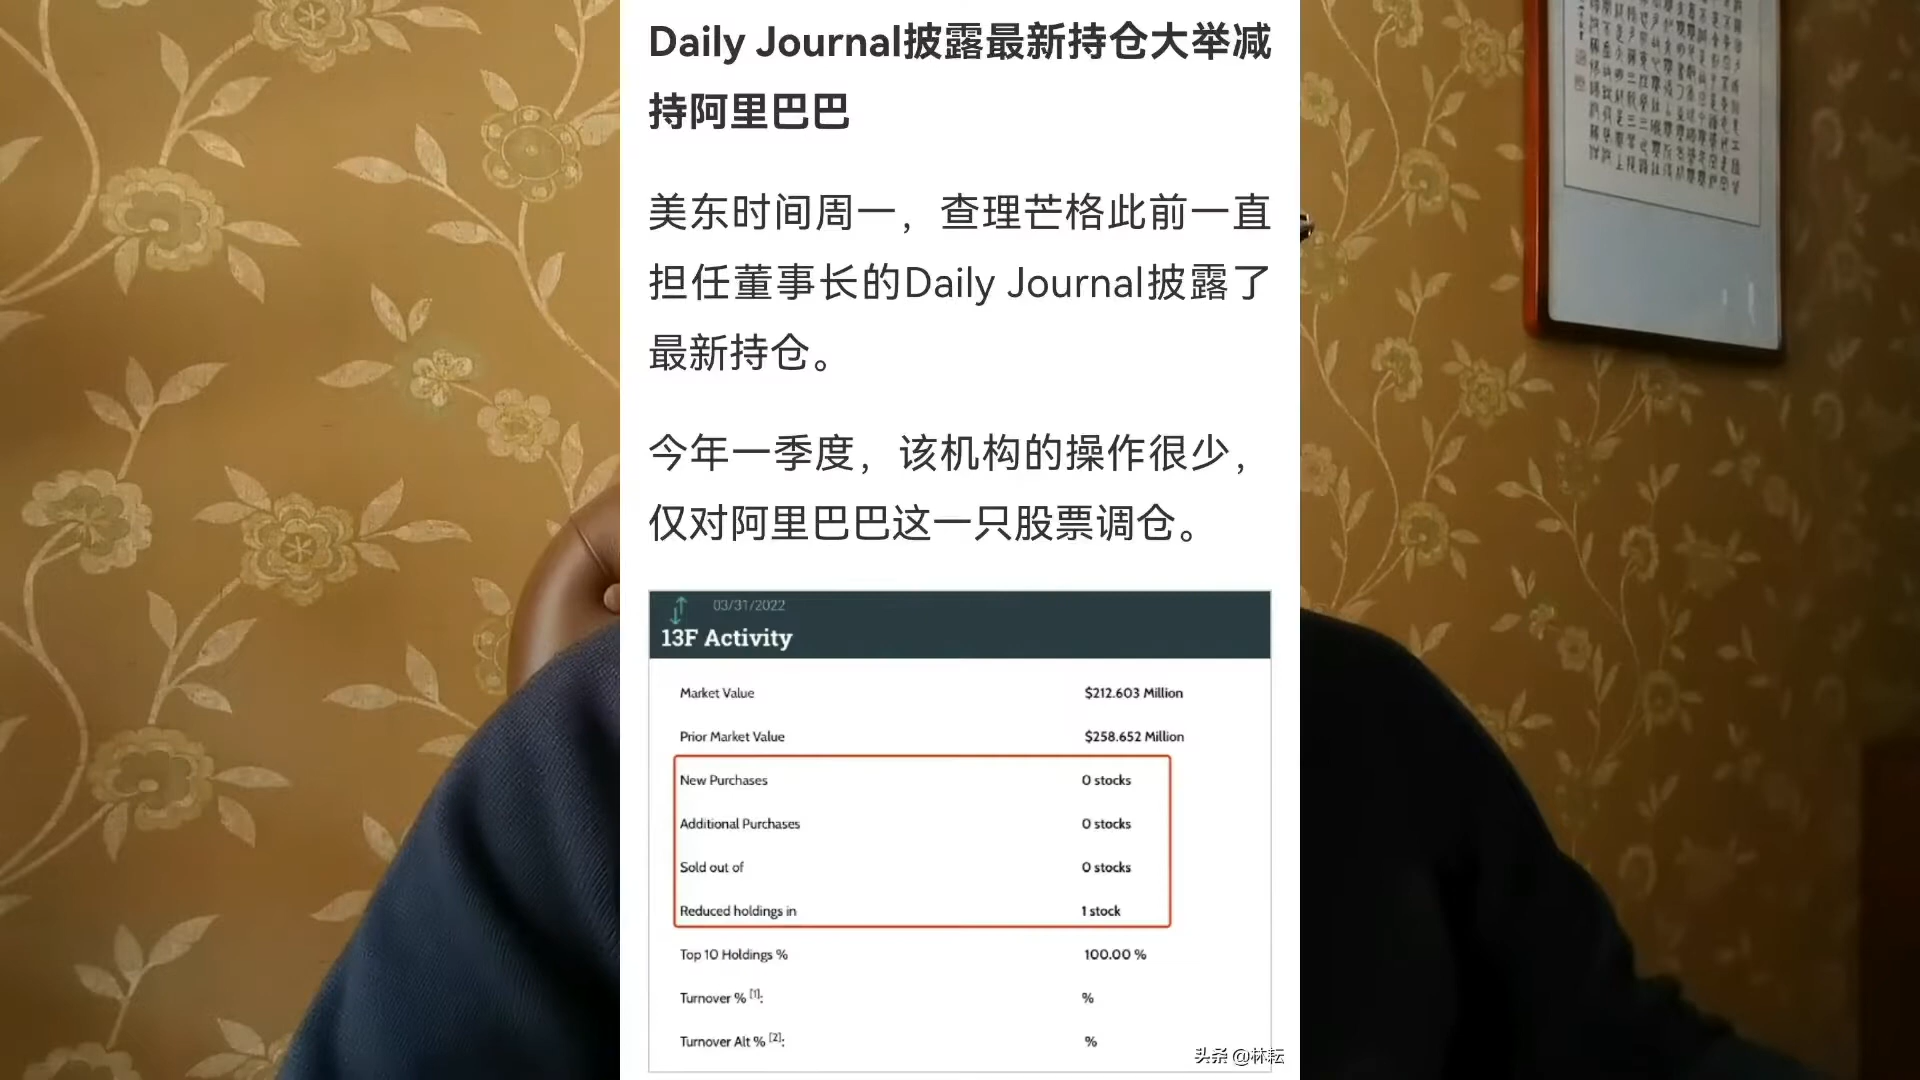 Daily Journal披露最新持仓大举减
持阿里巴巴
美东时间周一，查理芒格此前一直
担任董事长的Daily Journal披露了
最新持仓。
今年一季度，该机构的操作很少，
仅对阿里巴巴这一只股票调仓。
03/31/2022
13F Activity
Market Value $212.603 Million
Prior Market Value $258.652 Million
New Purchases 0 stocks
Additional Purchases 0 stocks
Sold out of 0 stocks
Reduced holdings in 1 stock
Top 10 Holdings % 100.00 %
Turnover % [1]: %
Turnover Alt % [2]: %
头条 @林耘